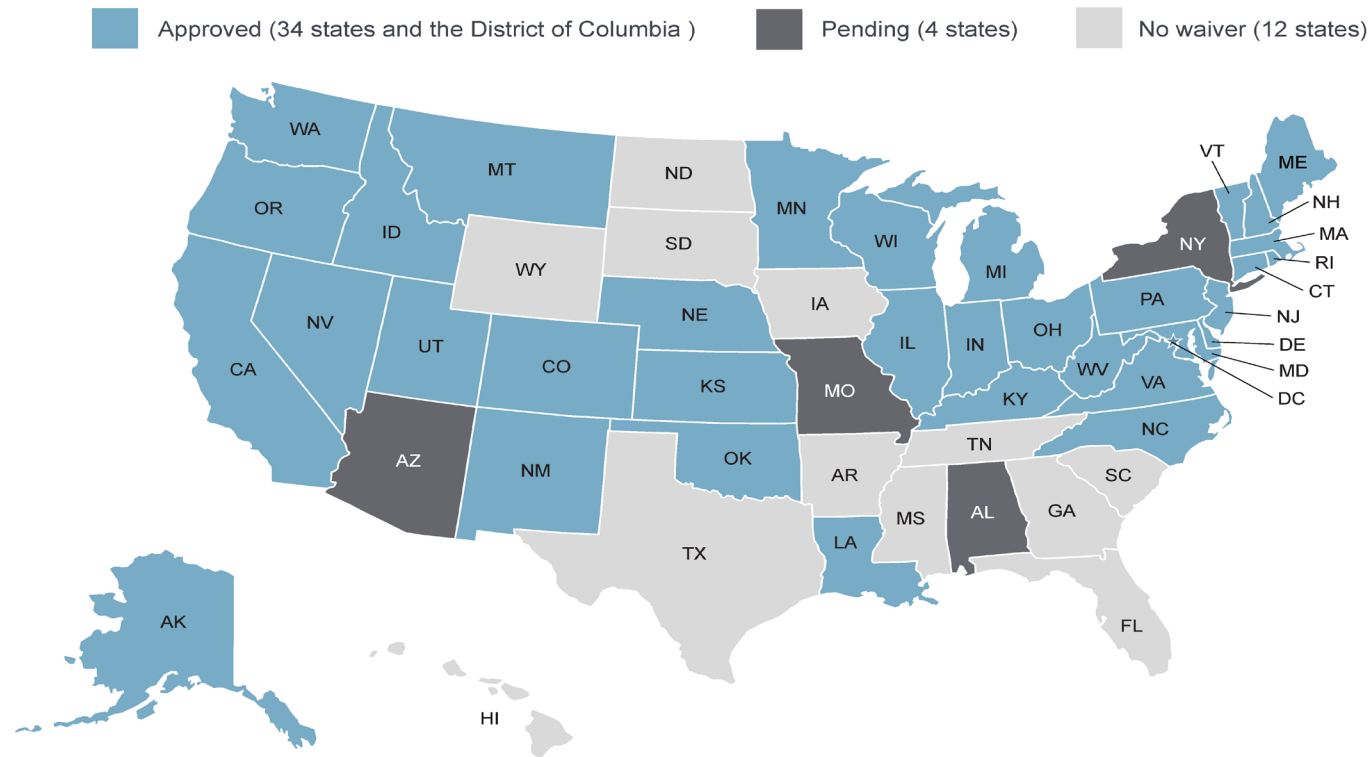 Approved (34 states and the District of Columbia )
Pending (4 states)
No waiver (12 states)
WA
MT
ND
MN
VT
ME
NH
OR
ID
SD
WI
MI
NY
MA
RI
CT
WY
IA
NE
PA
NJ
NV
UT
CO
IL
IN
OH
DE
CA
KS
MO
WV
VA
MD
DC
KY
NC
AZ
NM
OK
AR
TN
SC
MS
AL
GA
TX
LA
AK
FL
HI